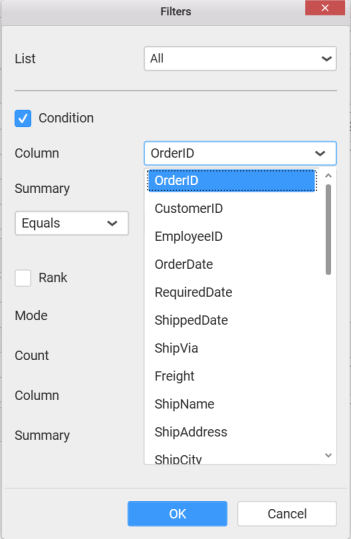 Filters
List
All
Condition
Column
OrderID
OrderID
Summary
CustomerID
Equals
EmployeeID
OrderDate
Rank
RequiredDate
Mode
ShippedDate
ShipVia
Count
Freight
Column
ShipName
Summary
ShipAddress
ShipCity
OK
Cancel